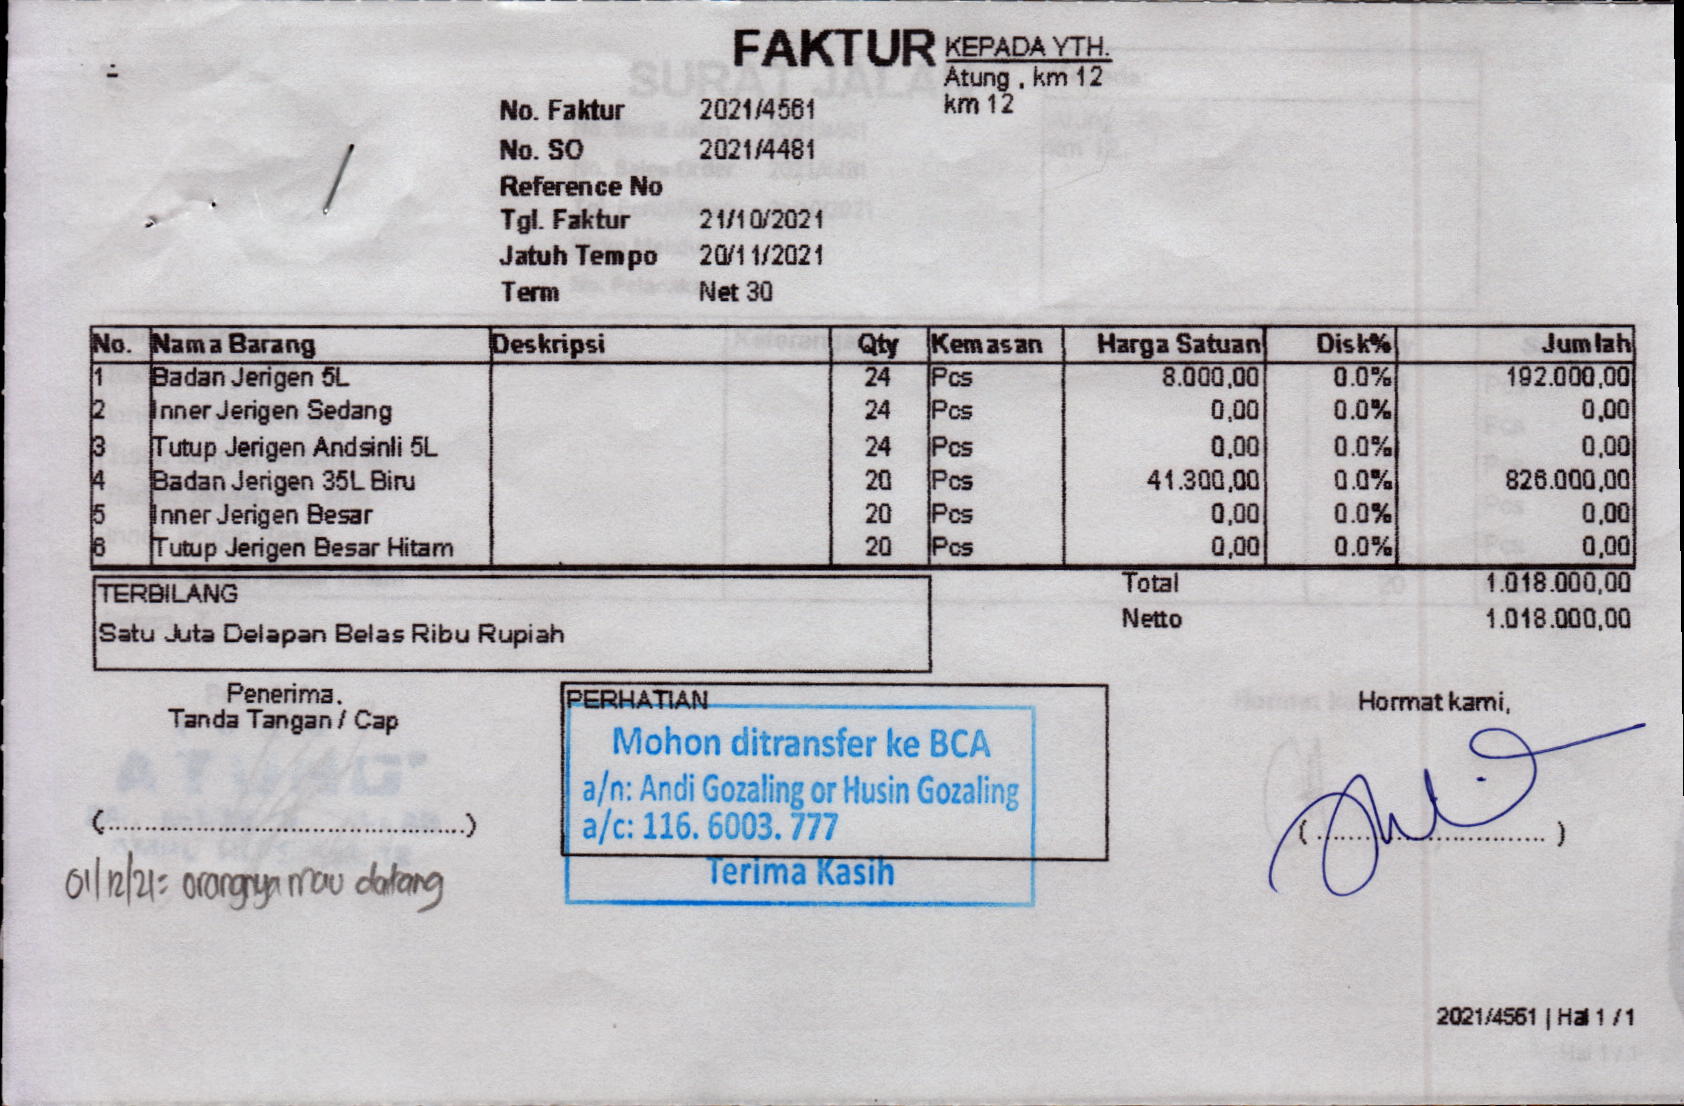 FAKTUR
KEPADA YTH.
Atung , km 12
km 12
No. Faktur 2021/4561
No. SO 2021/4481
Reference No
Tgl. Faktur 21/10/2021
Jatuh Tempo 20/11/2021
Term Net 30
No. Nama Barang Deskripsi Qty Kemasan Harga Satuan Disk% Jumlah
1 Badan Jerigen 5L 24 Pcs 8.000,00 0.0% 192.000,00
2 Inner Jerigen Sedang 24 Pcs 0,00 0.0% 0,00
3 Tutup Jerigen Andsinli 5L 24 Pcs 0,00 0.0% 0,00
4 Badan Jerigen 35L Biru 20 Pcs 41.300,00 0.0% 826.000,00
5 Inner Jerigen Besar 20 Pcs 0,00 0.0% 0,00
6 Tutup Jerigen Besar Hitam 20 Pcs 0,00 0.0% 0,00
Total 1.018.000,00
Netto 1.018.000,00
TERBILANG
Satu Juta Delapan Belas Ribu Rupiah
Penerima.
Tanda Tangan / Cap
(...........................................)
01/12/21: orangnya mau datang
PERHATIAN
Mohon ditransfer ke BCA
a/n: Andi Gozaling or Husin Gozaling
a/c: 116. 6003. 777
Terima Kasih
Hormat kami,
(...............................)
2021/4561 | Hal 1 / 1